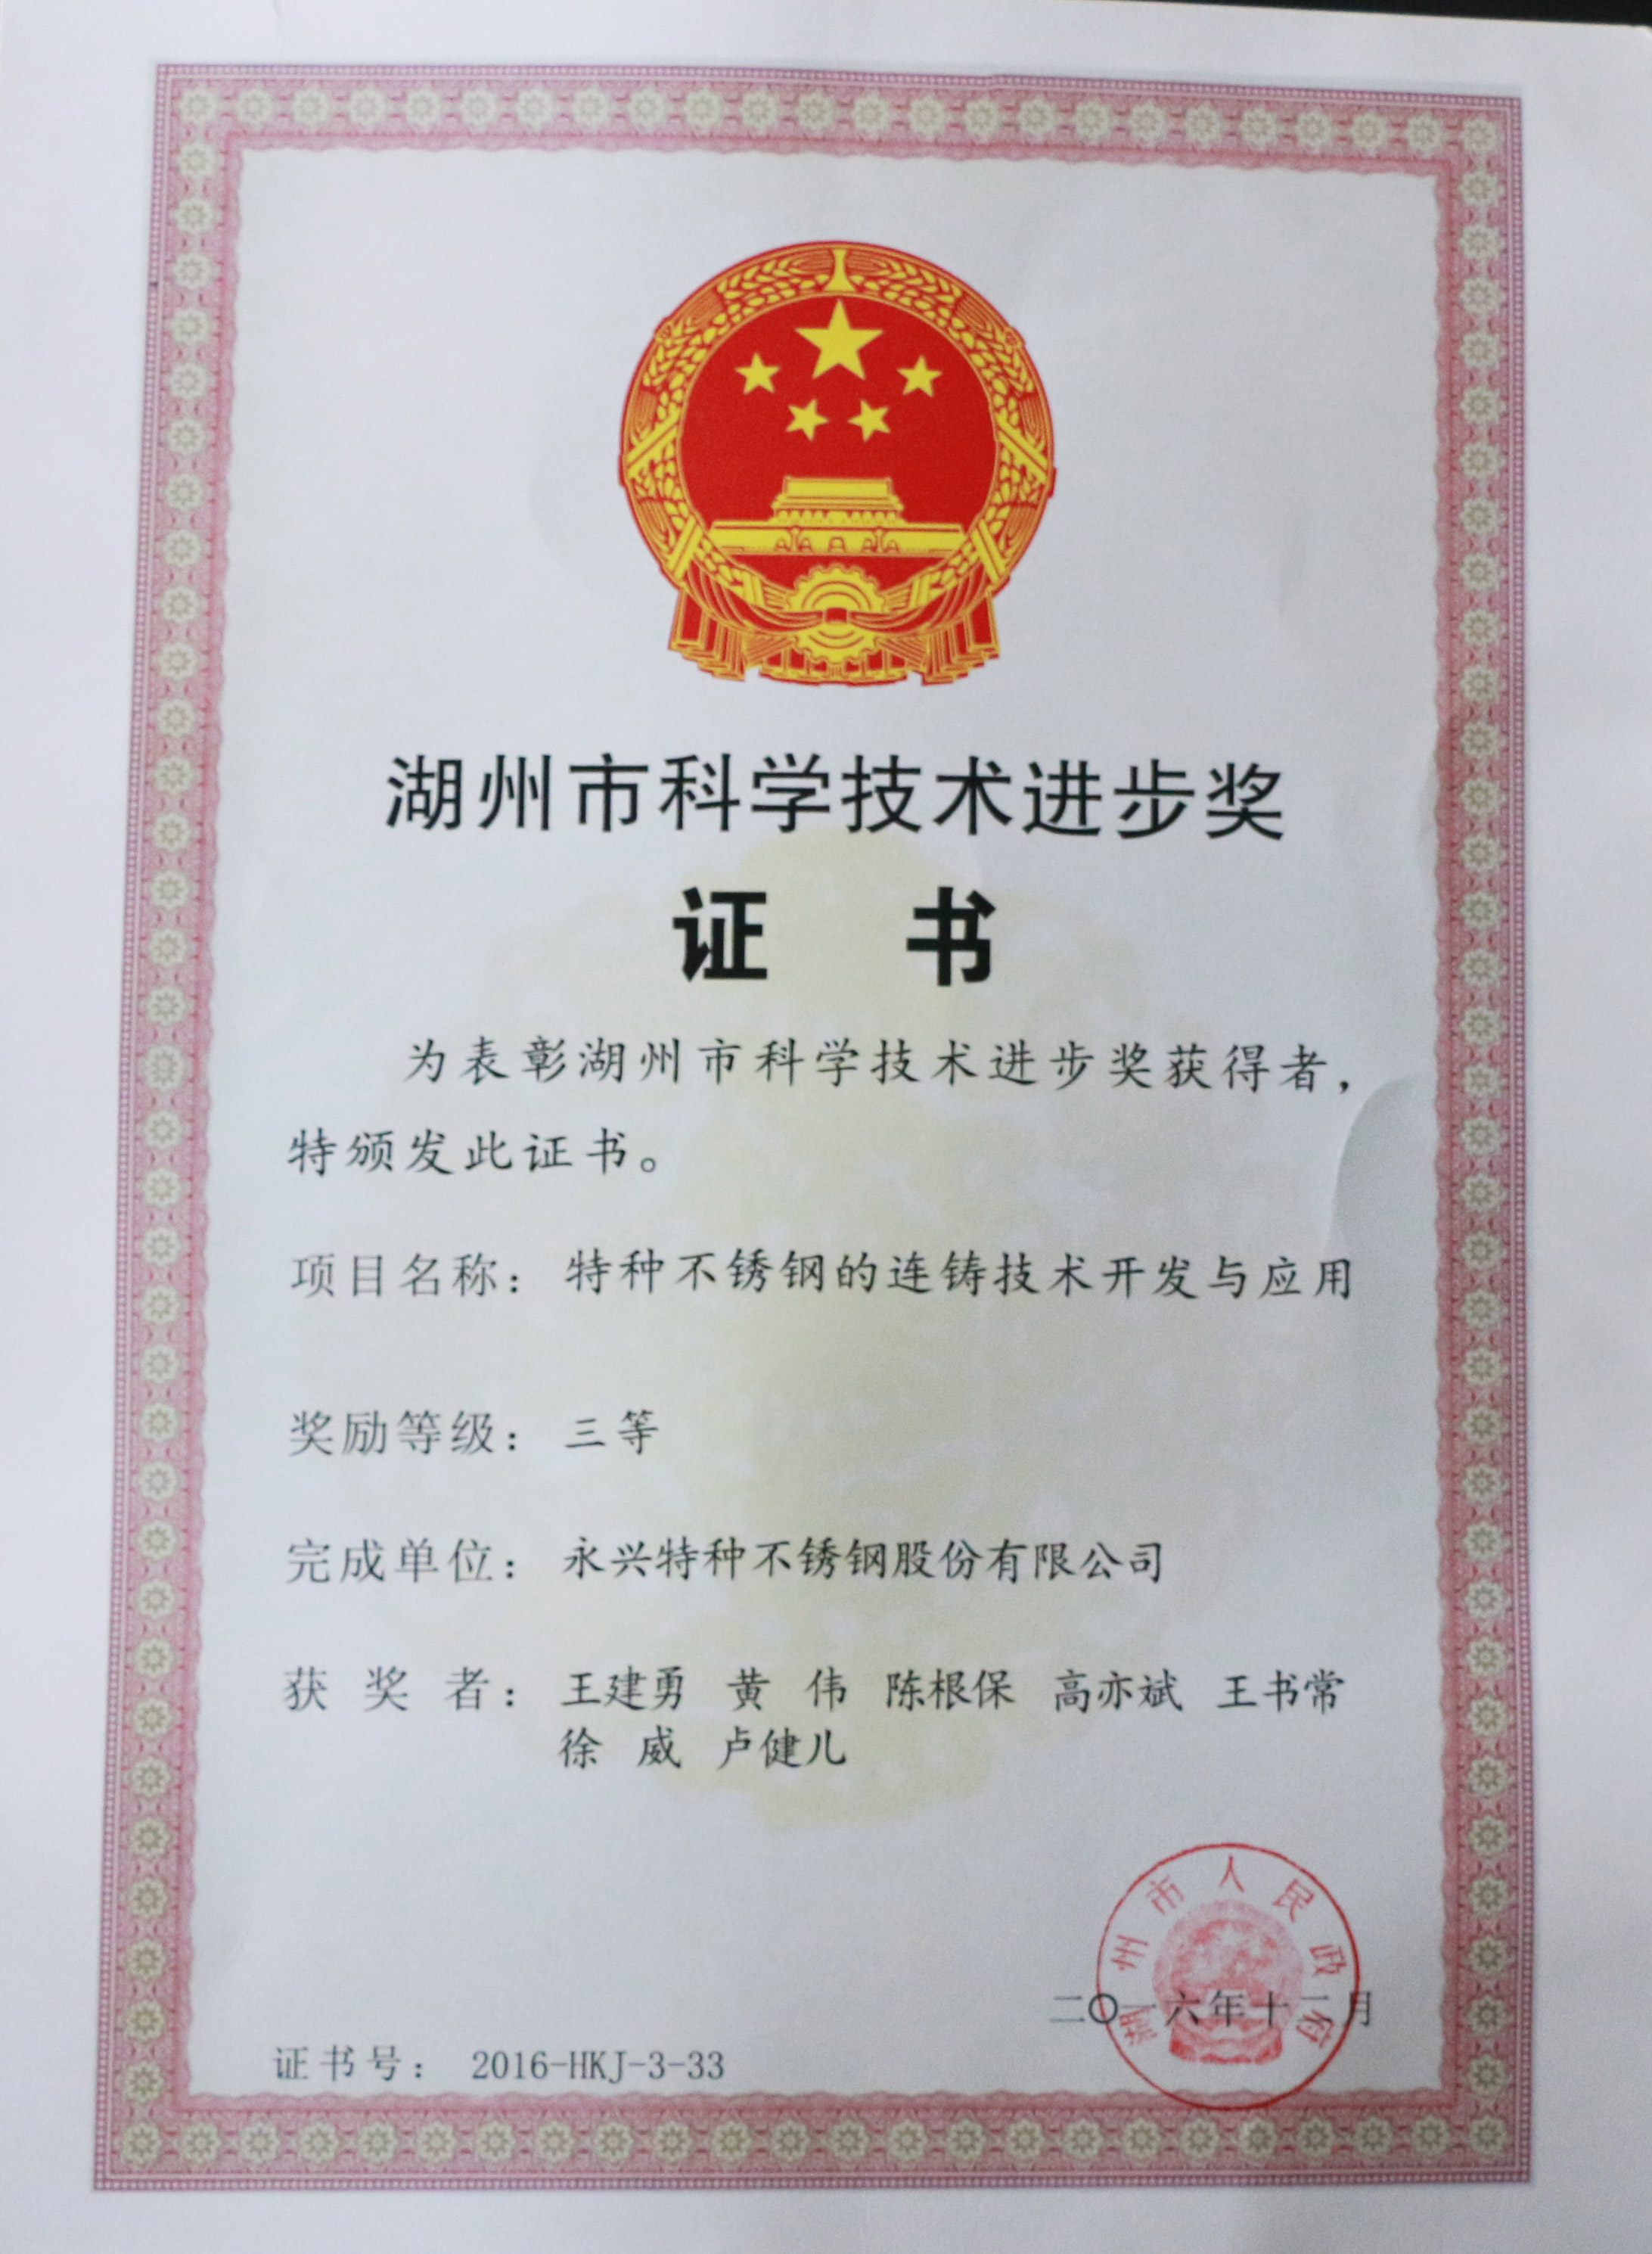 湖州市科学技术进步奖
证 书
为表彰湖州市科学技术进步奖获得者，
特颁发此证书。
项目名称： 特种不锈钢的连铸技术开发与应用
奖励等级： 三等
完成单位： 永兴特种不锈钢股份有限公司
获 奖 者： 王建勇 黄 伟 陈根保 高亦斌 王书常
徐 威 卢健儿
湖州市人民政府
二〇一六年十二月
证书号： 2016-HKJ-3-33